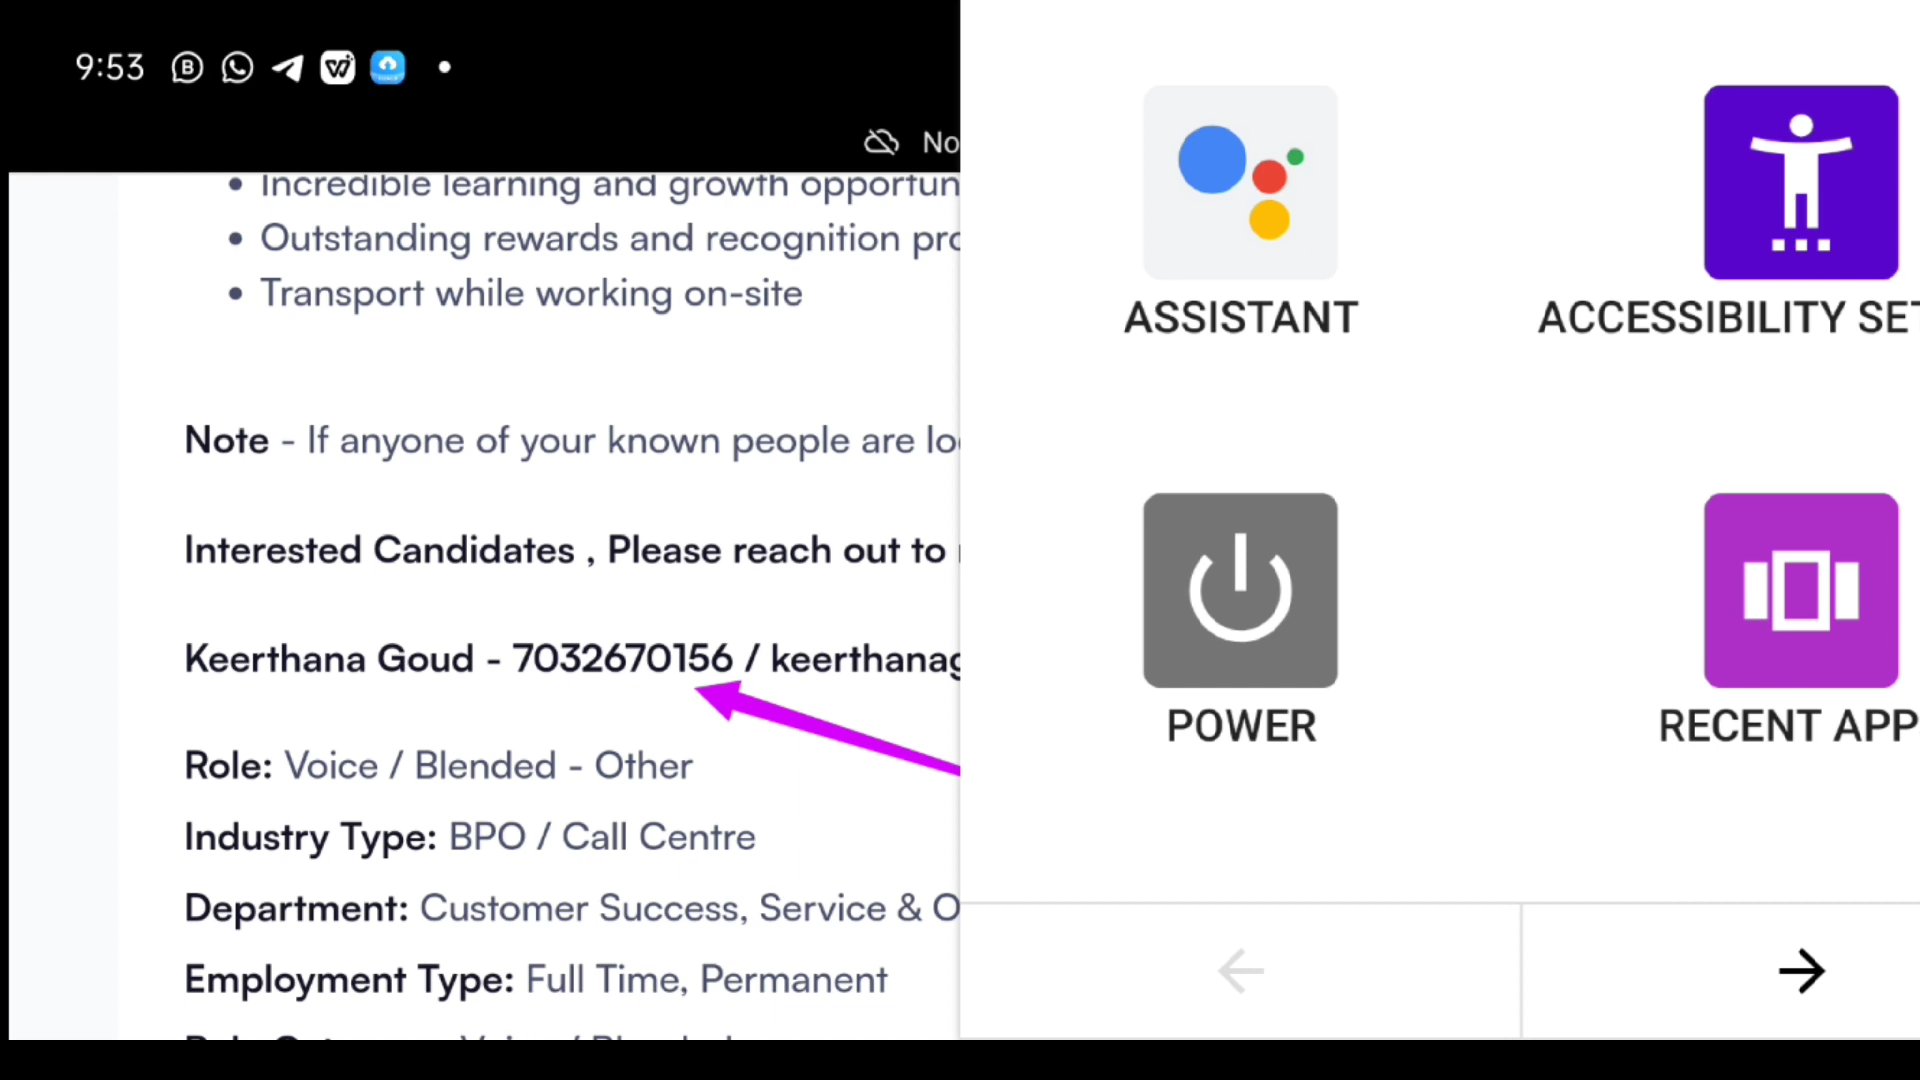 9:53
No
• Incredible learning and growth opportun
• Outstanding rewards and recognition pro
• Transport while working on-site
Note - If anyone of your known people are lo
Interested Candidates , Please reach out to
Keerthana Goud - 7032670156 / keerthanag
Role: Voice / Blended - Other
Industry Type: BPO / Call Centre
Department: Customer Success, Service & O
Employment Type: Full Time, Permanent
ASSISTANT
ACCESSIBILITY SET
POWER
RECENT APP